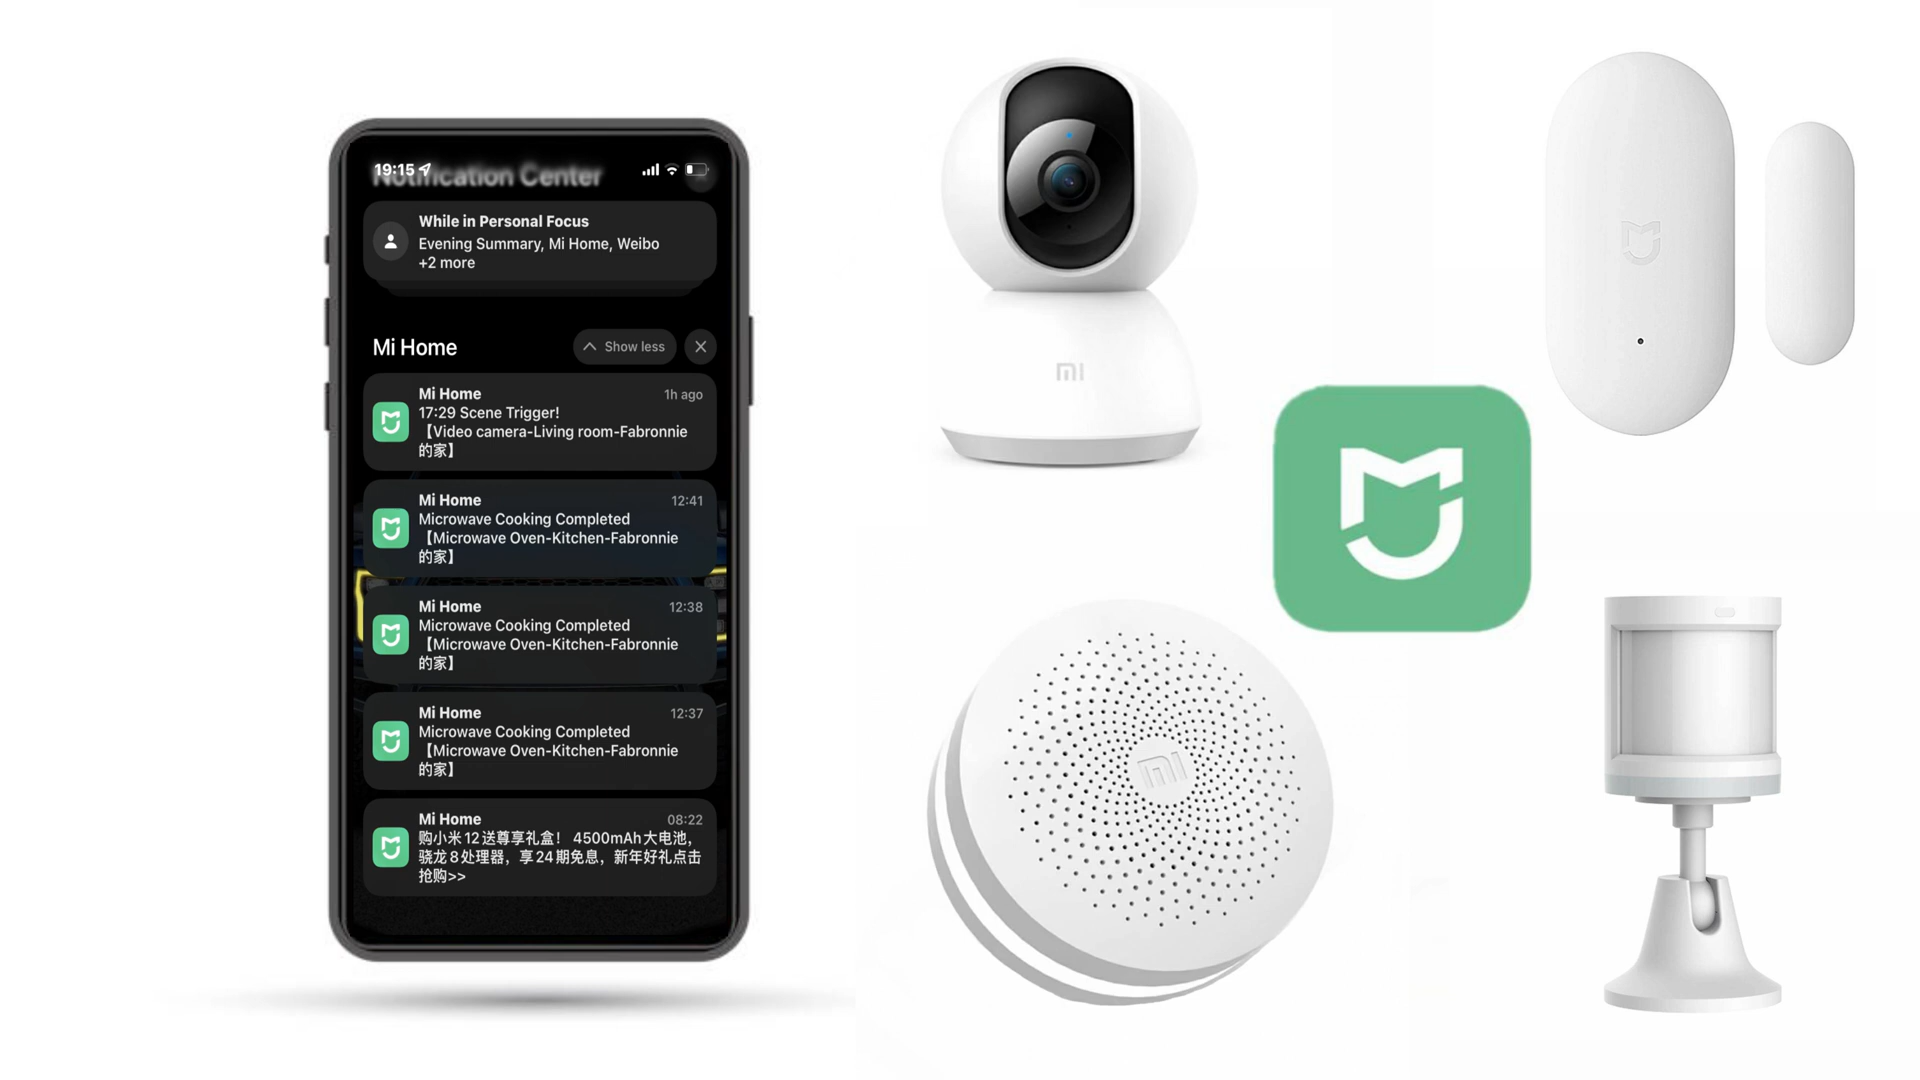 19:15
Notification Center
While in Personal Focus
Evening Summary, Mi Home, Weibo
+2 more
Mi Home
Show less
Mi Home
1h ago
17:29 Scene Trigger!
【Video camera-Living room-Fabronnie
的家】
Mi Home
12:41
Microwave Cooking Completed
【Microwave Oven-Kitchen-Fabronnie
的家】
Mi Home
12:38
Microwave Cooking Completed
【Microwave Oven-Kitchen-Fabronnie
的家】
Mi Home
12:37
Microwave Cooking Completed
【Microwave Oven-Kitchen-Fabronnie
的家】
Mi Home
08:22
购小米12送尊享礼盒！ 4500mAh大电池，
骁龙8处理器，享24期免息，新年好礼点击
抢购>>
MI
MI